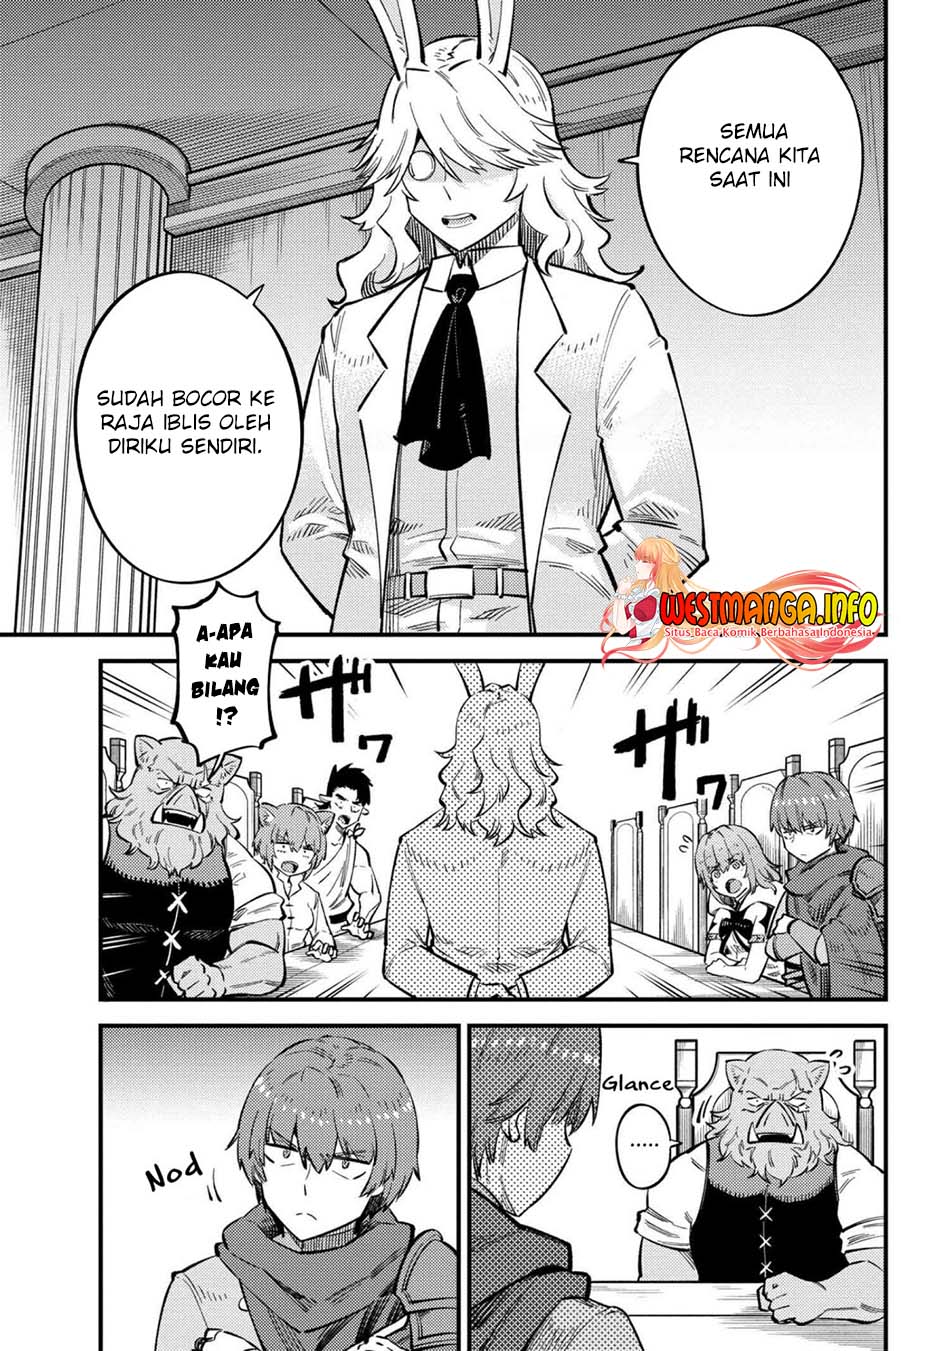 SEMUA
RENCANA KITA
SAAT INI
SUDAH BOCOR KE
RAJA IBLIS OLEH
DIRIKU SENDIRI.
WESTMANGA.INFO
Situs Baca Komik Berbahasa Indonesia
A-APA
KAU
BILANG
!?
ザワ
ザワ
Glance
.....
Nod